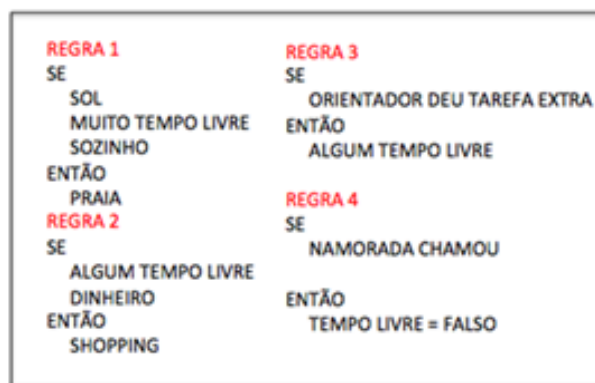 REGRA 1
SE
SOL
MUITO TEMPO LIVRE
SOZINHO
ENTÃO
PRAIA
REGRA 2
SE
ALGUM TEMPO LIVRE
DINHEIRO
ENTÃO
SHOPPING
REGRA 3
SE
ORIENTADOR DEU TAREFA EXTRA
ENTÃO
ALGUM TEMPO LIVRE
REGRA 4
SE
NAMORADA CHAMOU
ENTÃO
TEMPO LIVRE = FALSO